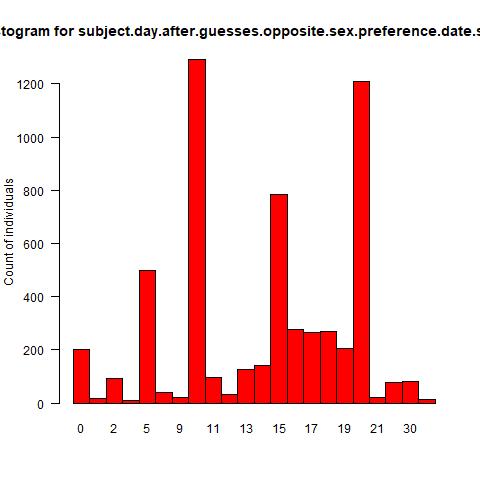 stogram for subject.day.after.guesses.opposite.sex.preference.date.s
Count of individuals
1200
1000
800
600
400
200
0
0 2 5 9 11 13 15 17 19 21 30